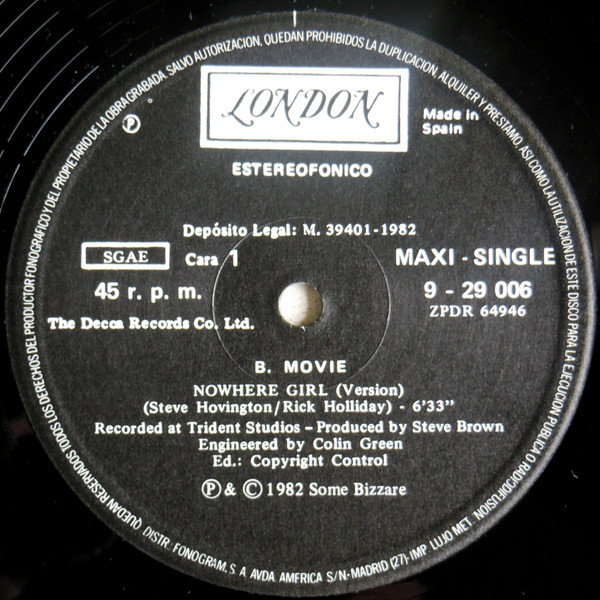 QUEDAN RESERVADOS TODOS LOS DERECHOS DEL PRODUCTOR FONOGRAFICO Y DEL PROPIETARIO DE LA OBRA GRABADA. SALVO AUTORIZACION, QUEDAN PROHIBIDOS LA DUPLICACION, ALQUILER Y PRESTAMO, ASI COMO LA UTILIZACION DE ESTE DISCO PARA LA EJECUCION PUBLICA O RADIODIFUSION
LONDON
Ⓟ
Made in
Spain
ESTEREOFONICO
Depósito Legal: M. 39401-1982
SGAE Cara 1 MAXI - SINGLE
45 r. p. m. 9 - 29 006
ZPDR 64946
The Decca Records Co. Ltd.
B. MOVIE
NOWHERE GIRL (Version)
(Steve Hovington/Rick Holliday) - 6'33"
Recorded at Trident Studios - Produced by Steve Brown
Engineered by Colin Green
Ed.: Copyright Control
Ⓟ & © 1982 Some Bizzare
DISTR. FONOGRAM, S. A. AVDA. AMERICA S/N - MADRID (27) - IMP. LUJO MET.